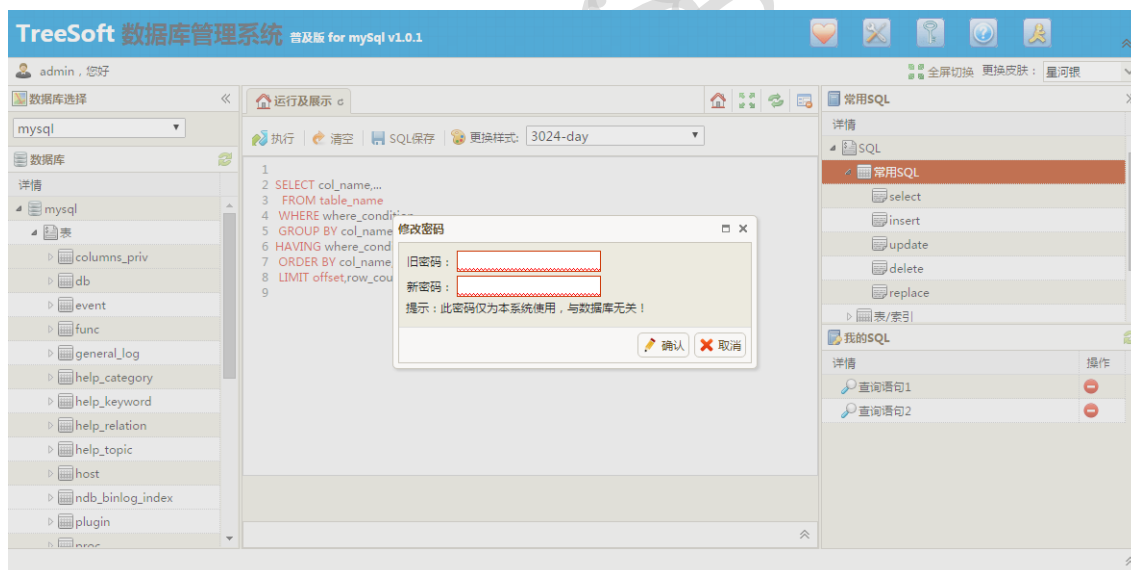 TreeSoft 数据库管理系统 普及版 for mySql v1.0.1
admin , 您好
全屏切换 更换皮肤: 星河银
数据库选择
mysql
数据库
详情
mysql
表
columns_priv
db
event
func
general_log
help_category
help_keyword
help_relation
help_topic
host
ndb_binlog_index
plugin
proc
运行及展示
执行 清空 SQL保存 更换样式: 3024-day
1
2 SELECT col_name,...
3 FROM table_name
4 WHERE where_condition
5 GROUP BY col_name
6 HAVING where_cond
7 ORDER BY col_name,
8 LIMIT offset,row_cou
9
修改密码
旧密码:
新密码:
提示:此密码仅为本系统使用,与数据库无关!
确认 取消
常用SQL
详情
SQL
常用SQL
select
insert
update
delete
replace
表/索引
我的SQL
详情 操作
查询语句1
查询语句2